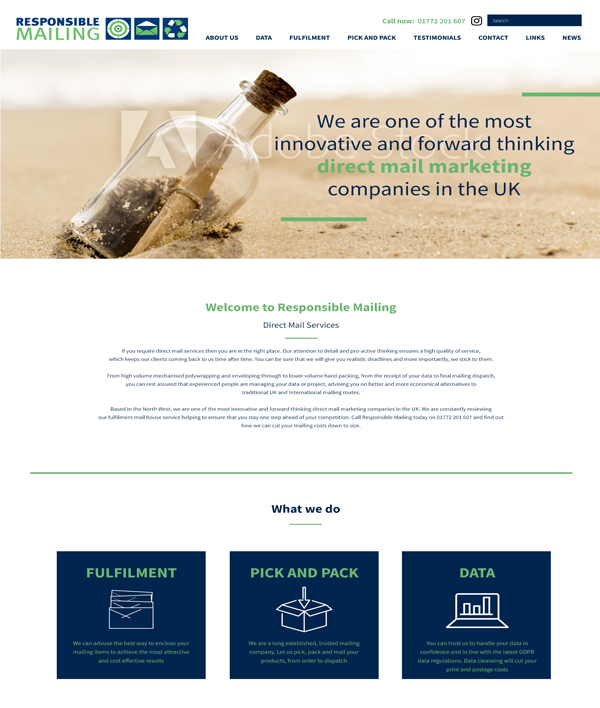 RESPONSIBLE
MAILING
Call now: 01772 201 607
Search
ABOUT US DATA FULFILMENT PICK AND PACK TESTIMONIALS CONTACT LINKS NEWS
Adobe Stock
We are one of the most
innovative and forward thinking
direct mail marketing
companies in the UK
Welcome to Responsible Mailing
Direct Mail Services
If you require direct mail services then you are in the right place. Our attention to detail and pro-active thinking ensures a high quality of service,
which keeps our clients coming back to us time after time. You can be sure that we will give you realistic deadlines and more importantly, we stick to them.
From high volume mechanised polywrapping and enveloping through to lower volume hand packing, from the receipt of your data to final mailing dispatch,
you can rest assured that experienced people are managing your data or project, advising you on better and more economical alternatives to
traditional UK and International mailing routes.
Based in the North West, we are one of the most innovative and forward thinking direct mail marketing companies in the UK. We are constantly reviewing
our fulfilment mail house service helping to ensure that you stay one step ahead of your competition. Call Responsible Mailing today on 01772 201 607 and find out
how we can cut your mailing costs down to size.
What we do
FULFILMENT
We can advuse the best way to enclose your
mailing items to achieve the most attractive
and cost effective results
PICK AND PACK
We are a long established, trusted mailing
company. Let us pick, pack and mail your
products, from order to dispatch
DATA
You can trust us to handle your data in
confidence and in line with the latest GDPR
data regulations. Data cleansing will cut your
print and postage costs